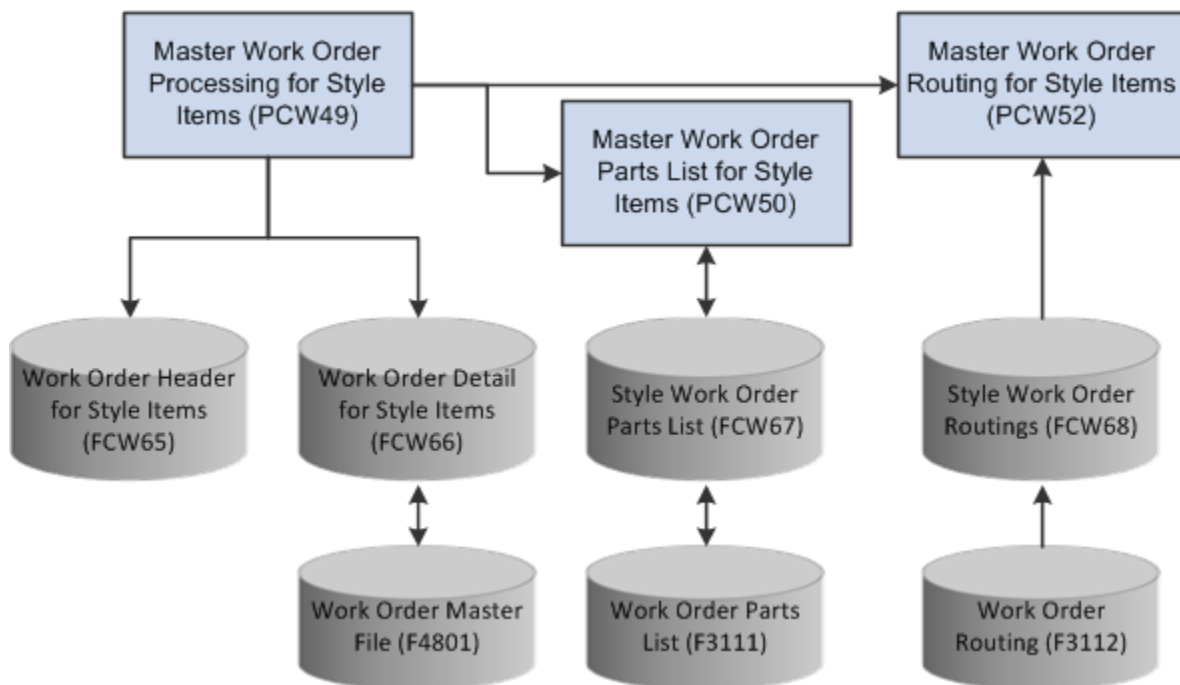 Master Work Order
Processing for Style
Items (PCW49)
Master Work Order
Routing for Style Items
(PCW52)
Master Work Order
Parts List for Style
Items (PCW50)
Work Order Header
for Style Items
(FCW65)
Work Order Detail
for Style Items
(FCW66)
Style Work Order
Parts List (FCW67)
Style Work Order
Routings (FCW68)
Work Order Master
File (F4801)
Work Order Parts
List (F3111)
Work Order
Routing (F3112)